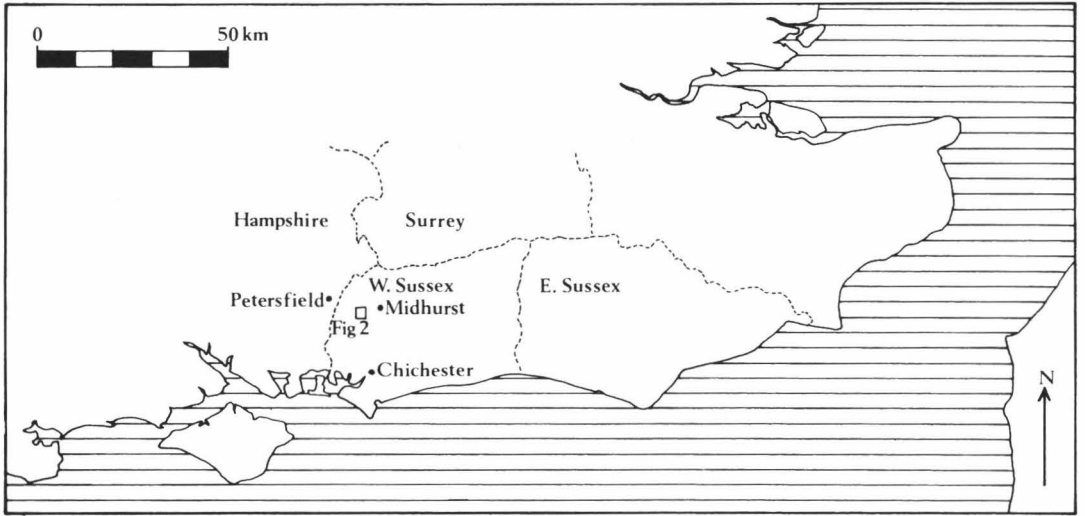 0 50 km
Hampshire Surrey
W. Sussex E. Sussex
Petersfield Midhurst
Fig 2
Chichester
N